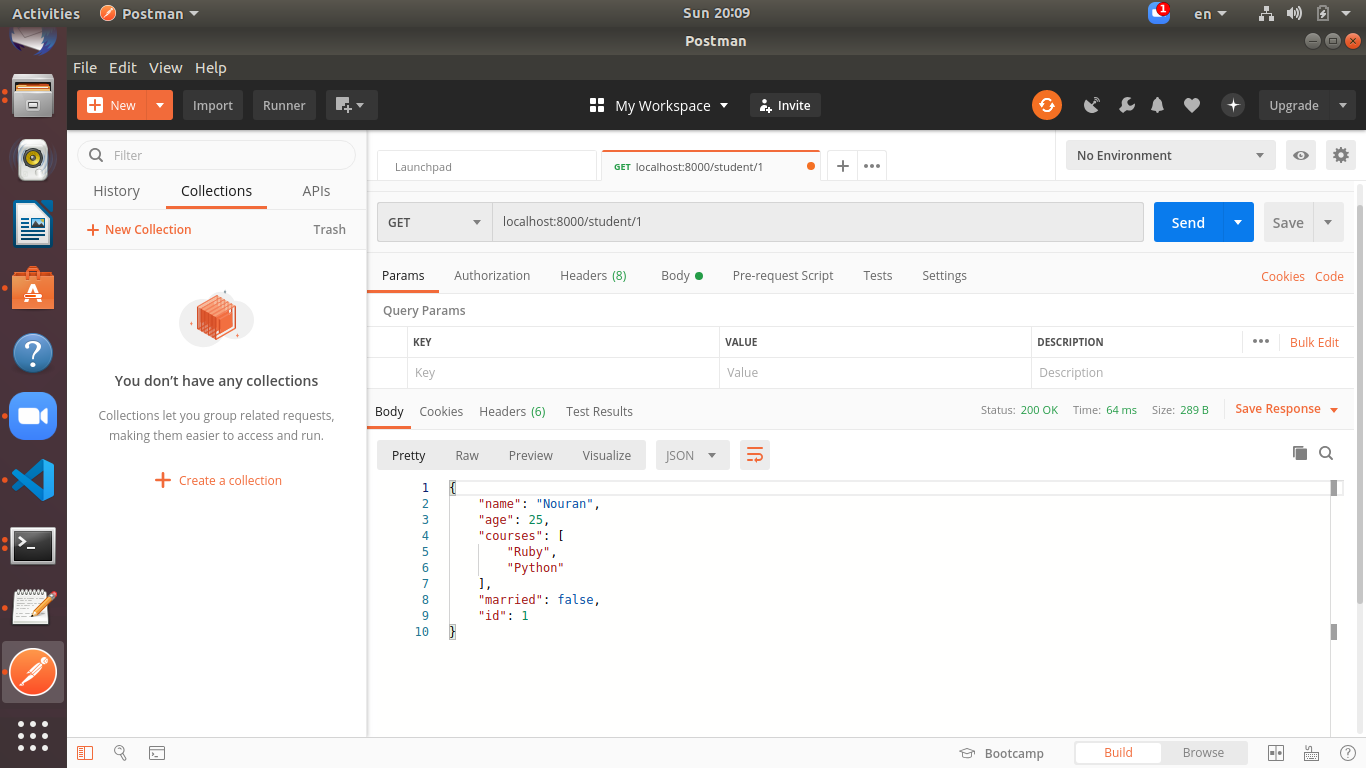 Activities Postman Sun 20:09 1 en
Postman
File Edit View Help
New Import Runner My Workspace Invite Upgrade
Filter
History Collections APIs
New Collection Trash
You don’t have any collections
Collections let you group related requests,
making them easier to access and run.
Create a collection
Launchpad GET localhost:8000/student/1 No Environment
GET localhost:8000/student/1 Send Save
Params Authorization Headers (8) Body Pre-request Script Tests Settings Cookies Code
Query Params
KEY VALUE DESCRIPTION Bulk Edit
Key Value Description
Body Cookies Headers (6) Test Results Status: 200 OK Time: 64 ms Size: 289 B Save Response
Pretty Raw Preview Visualize JSON
1 {
2 "name": "Nouran",
3 "age": 25,
4 "courses": [
5 "Ruby",
6 "Python"
7 ],
8 "married": false,
9 "id": 1
10 }
Bootcamp Build Browse